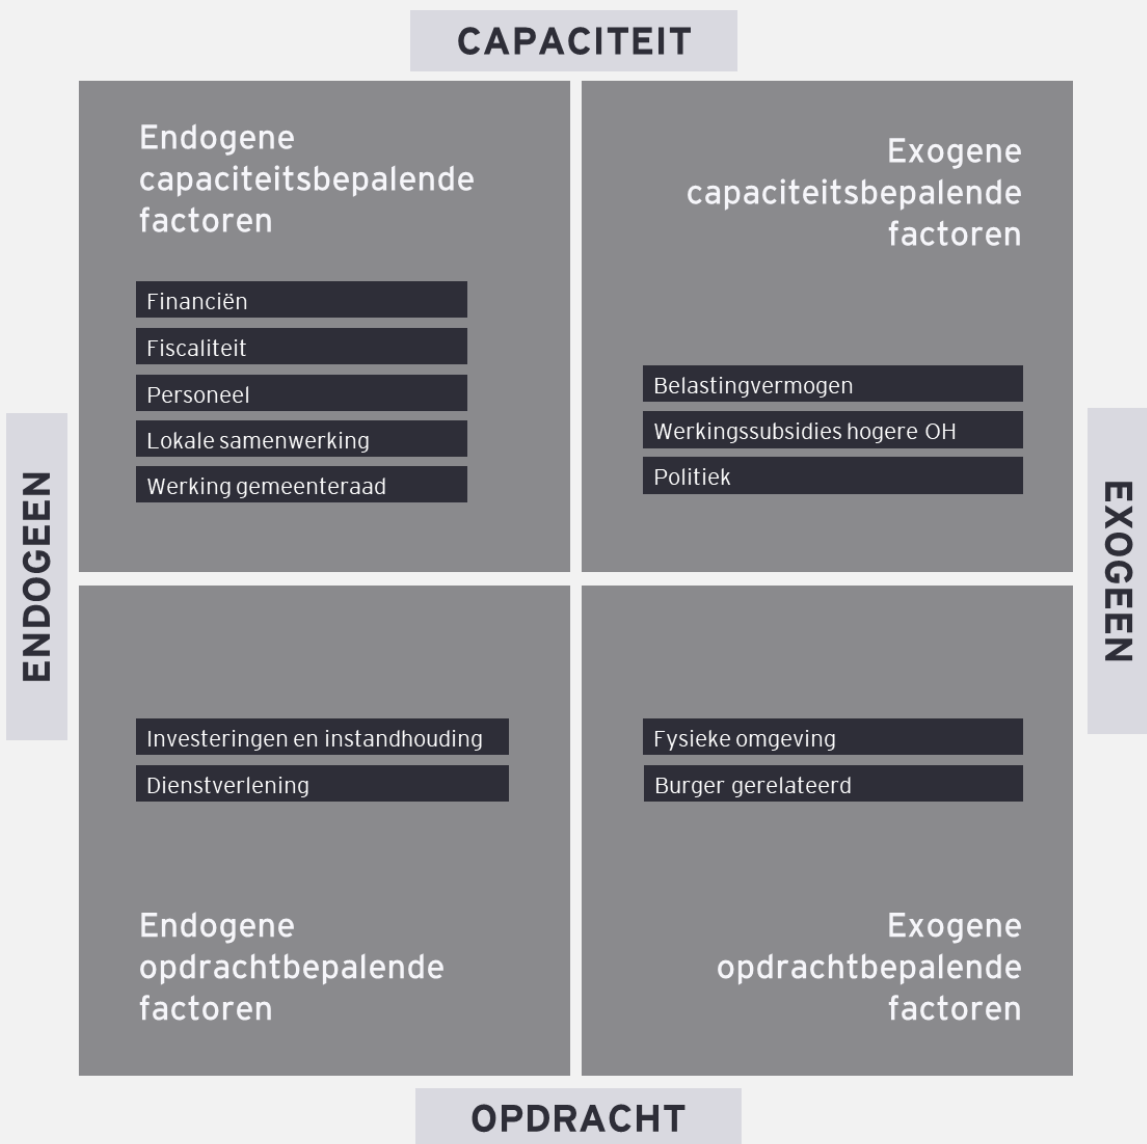 CAPACITEIT
Endogene
capaciteitsbepalende
factoren
Financiën
Fiscaliteit
Personeel
Lokale samenwerking
Werking gemeenteraad
Exogene
capaciteitsbepalende
factoren
Belastingvermogen
Werkingssubsidies hogere OH
Politiek
ENDOGEEN
EXOGEEN
Investeringen en instandhouding
Dienstverlening
Endogene
opdrachtbepalende
factoren
Fysieke omgeving
Burger gerelateerd
Exogene
opdrachtbepalende
factoren
OPDRACHT